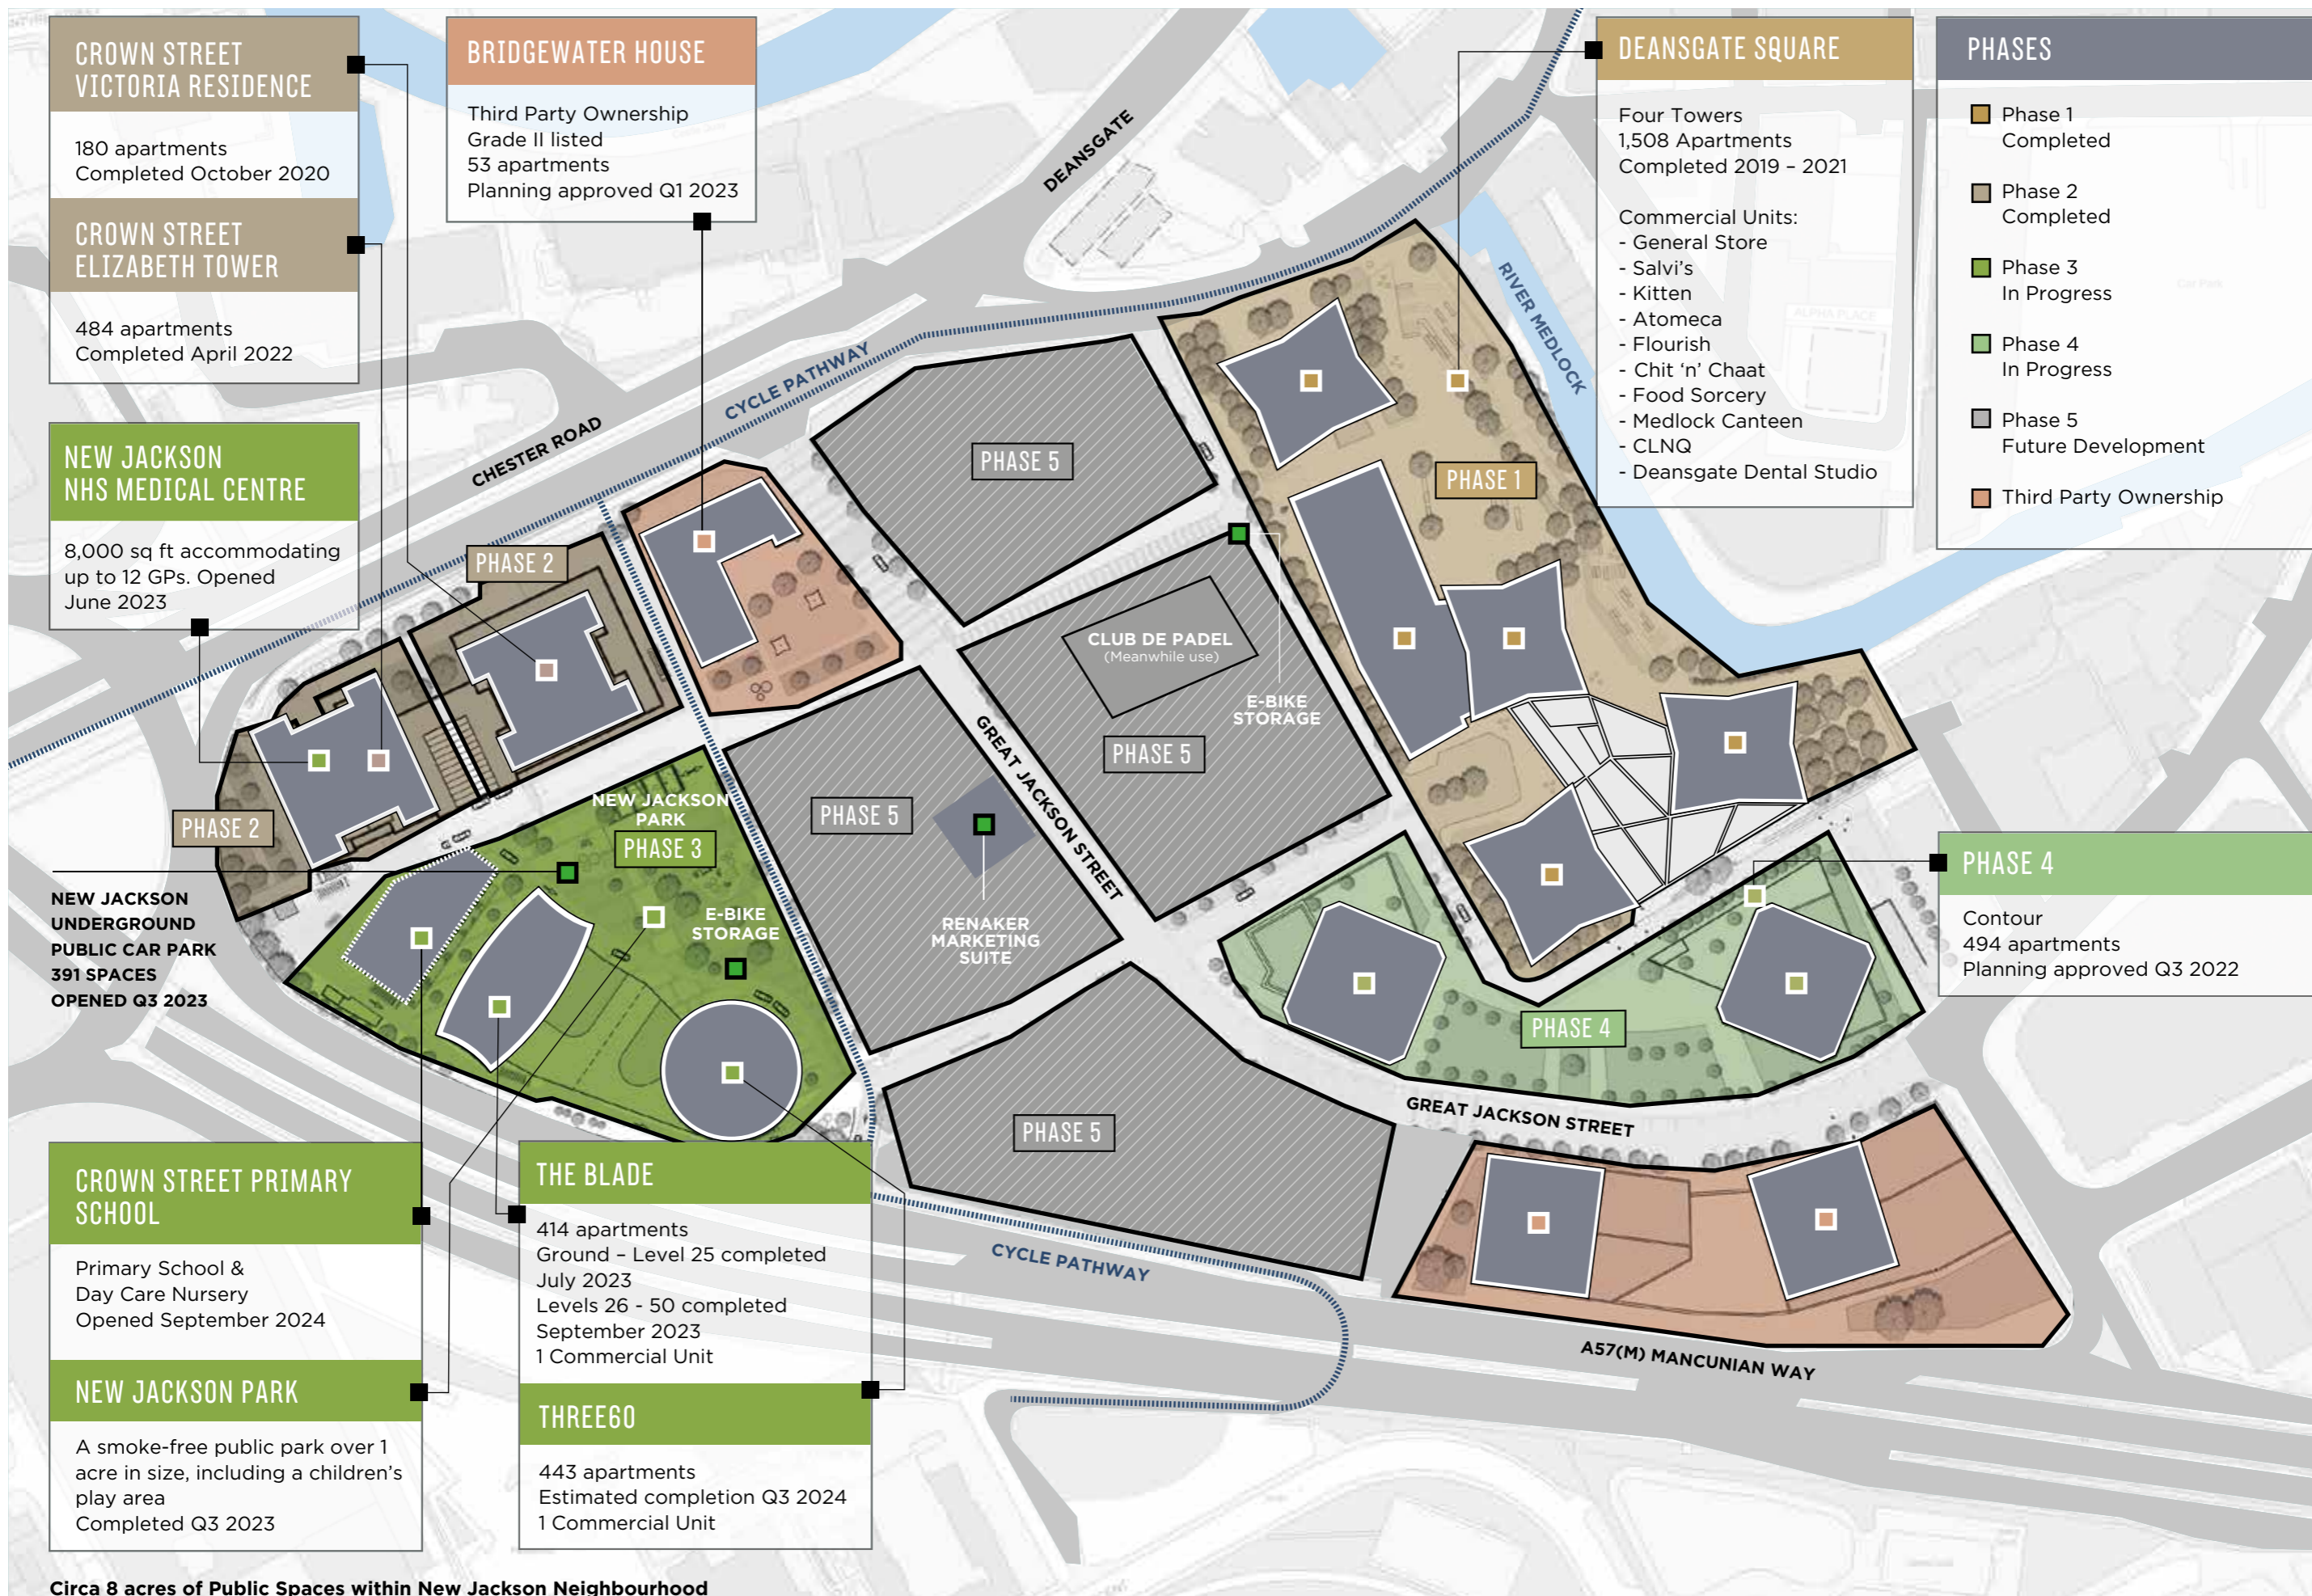 CROWN STREET
VICTORIA RESIDENCE
180 apartments
Completed October 2020
CROWN STREET
ELIZABETH TOWER
484 apartments
Completed April 2022
BRIDGEWATER HOUSE
Third Party Ownership
Grade II listed
53 apartments
Planning approved Q1 2023
DEANSGATE SQUARE
Four Towers
1,508 Apartments
Completed 2019 – 2021
Commercial Units:
- General Store
- Salvi's
- Kitten
- Atomeca
- Flourish
- Chit 'n' Chaat
- Food Sorcery
- Medlock Canteen
- CLNQ
- Deansgate Dental Studio
PHASES
Phase 1
Completed
Phase 2
Completed
Phase 3
In Progress
Phase 4
In Progress
Phase 5
Future Development
Third Party Ownership
NEW JACKSON
NHS MEDICAL CENTRE
8,000 sq ft accommodating
up to 12 GPs. Opened
June 2023
DEANSGATE
RIVER MEDLOCK
ALPHA PLACE
Car Park
CYCLE PATHWAY
CHESTER ROAD
PHASE 5
PHASE 1
PHASE 2
CLUB DE PADEL
(Meanwhile use)
E-BIKE
STORAGE
PHASE 5
GREAT JACKSON STREET
PHASE 2
NEW JACKSON
PARK
PHASE 3
PHASE 5
RENAKER
MARKETING
SUITE
E-BIKE
STORAGE
NEW JACKSON
UNDERGROUND
PUBLIC CAR PARK
391 SPACES
OPENED Q3 2023
PHASE 4
Contour
494 apartments
Planning approved Q3 2022
PHASE 4
GREAT JACKSON STREET
PHASE 5
CYCLE PATHWAY
A57(M) MANCUNIAN WAY
CROWN STREET PRIMARY
SCHOOL
Primary School &
Day Care Nursery
Opened September 2024
NEW JACKSON PARK
A smoke-free public park over 1
acre in size, including a children's
play area
Completed Q3 2023
THE BLADE
414 apartments
Ground – Level 25 completed
July 2023
Levels 26 - 50 completed
September 2023
1 Commercial Unit
THREE60
443 apartments
Estimated completion Q3 2024
1 Commercial Unit
Circa 8 acres of Public Spaces within New Jackson Neighbourhood